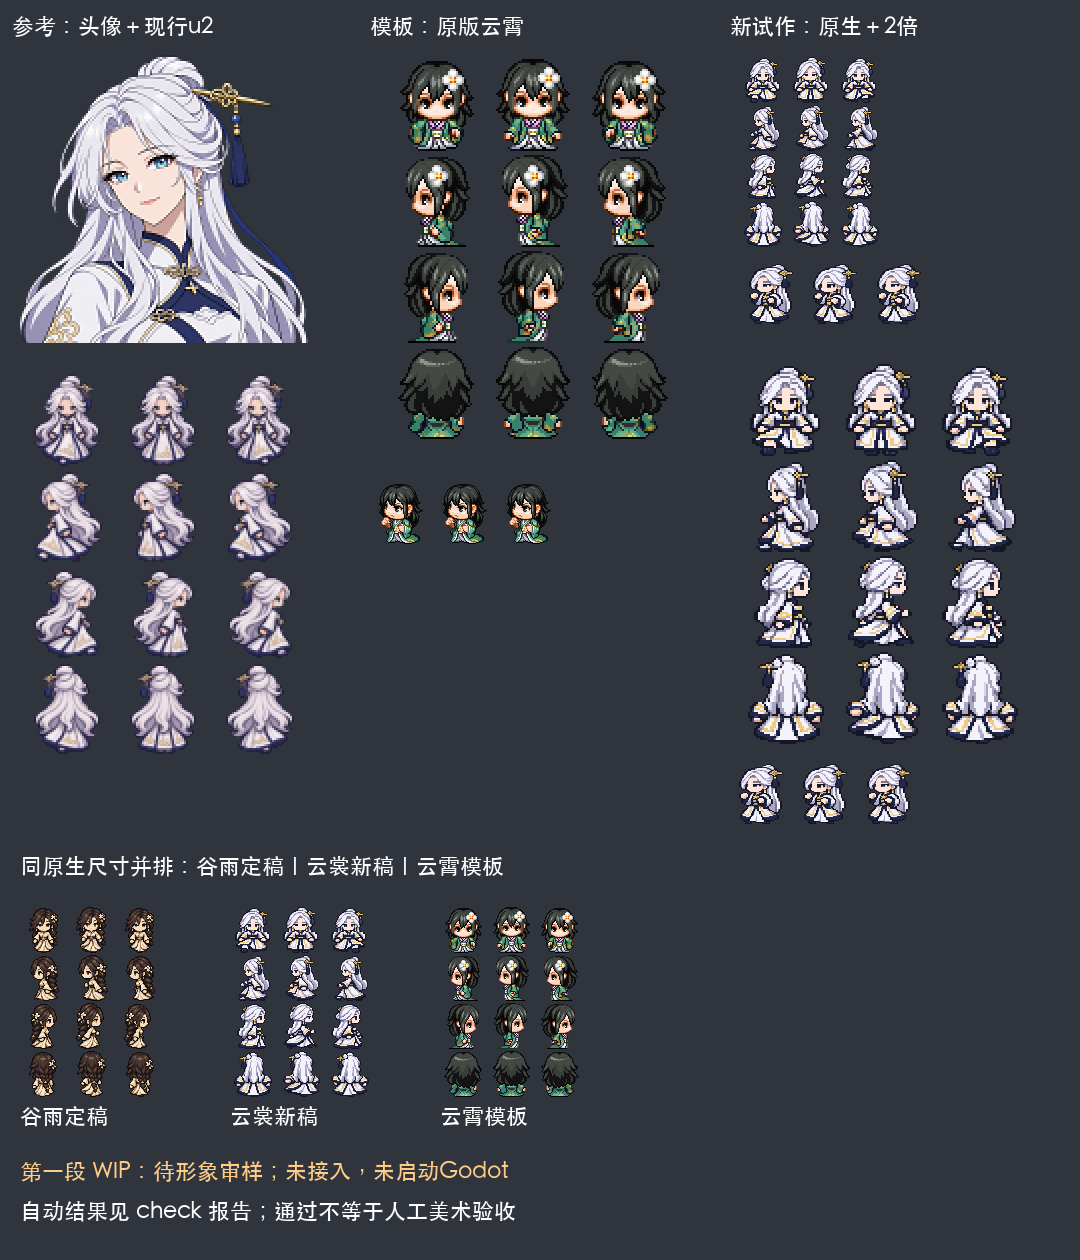 参考：头像＋现行u2
模板：原版云霄
新试作：原生＋2倍
同原生尺寸并排：谷雨定稿丨云裳新稿丨云霄模板
谷雨定稿
云裳新稿
云霄模板
第一段 WIP：待形象审样；未接入，未启动Godot
自动结果见 check 报告；通过不等于人工美术验收